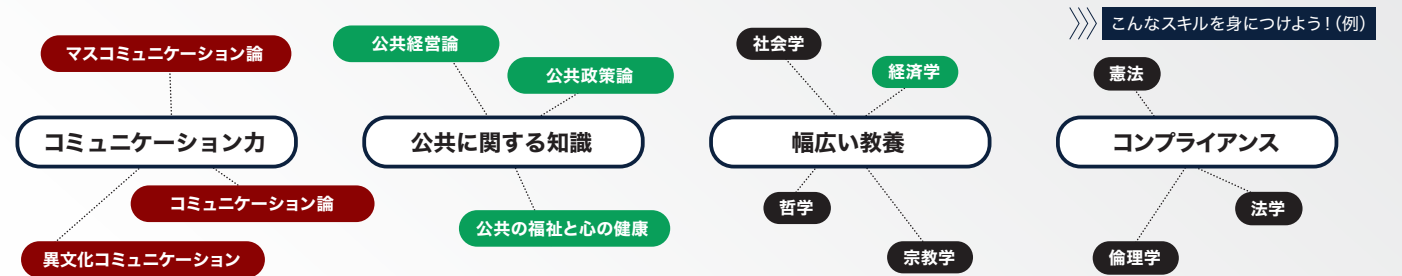 こんなスキルを身につけよう！（例）
マスコミュニケーション論
コミュニケーション力
コミュニケーション論
異文化コミュニケーション
公共経営論
公共政策論
公共に関する知識
公共の福祉と心の健康
社会学
経済学
幅広い教養
哲学
宗教学
憲法
コンプライアンス
法学
倫理学